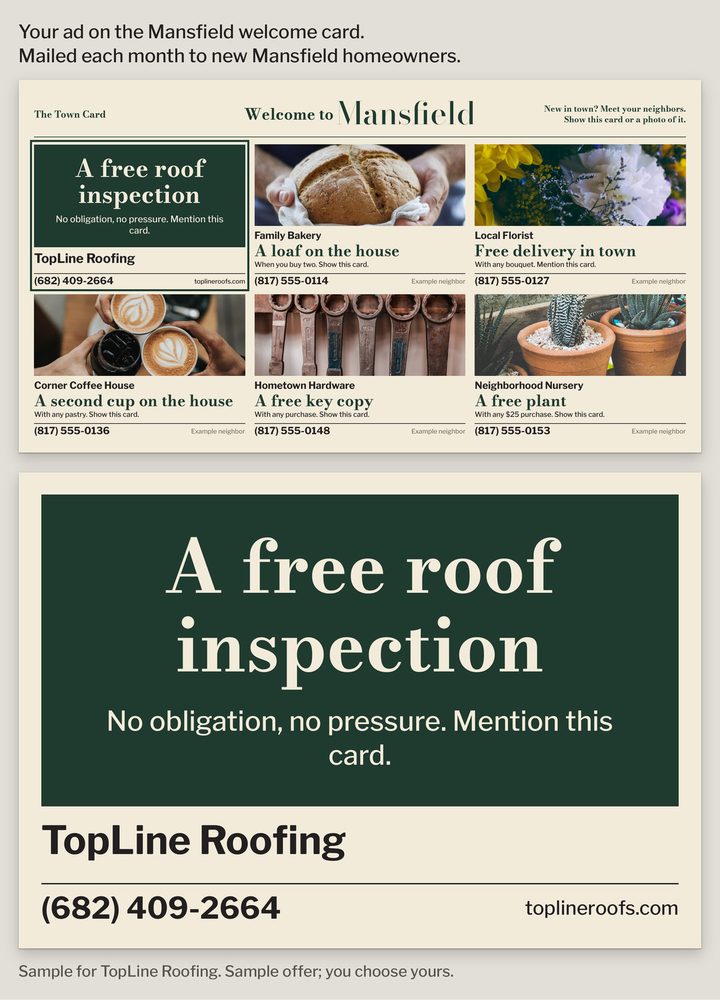 Your ad on the Mansfield welcome card.
Mailed each month to new Mansfield homeowners.
The Town Card
Welcome to Mansfield
New in town? Meet your neighbors.
Show this card or a photo of it.
A free roof
inspection
No obligation, no pressure. Mention this
card.
TopLine Roofing
(682) 409-2664
toplineroofs.com
Family Bakery
A loaf on the house
When you buy two. Show this card.
(817) 555-0114
Example neighbor
Local Florist
Free delivery in town
With any bouquet. Mention this card.
(817) 555-0127
Example neighbor
Corner Coffee House
A second cup on the house
With any pastry. Show this card.
(817) 555-0136
Example neighbor
Hometown Hardware
A free key copy
With any purchase. Show this card.
(817) 555-0148
Example neighbor
Neighborhood Nursery
A free plant
With any $25 purchase. Show this card.
(817) 555-0153
Example neighbor
A free roof
inspection
No obligation, no pressure. Mention this
card.
TopLine Roofing
(682) 409-2664
toplineroofs.com
Sample for TopLine Roofing. Sample offer; you choose yours.